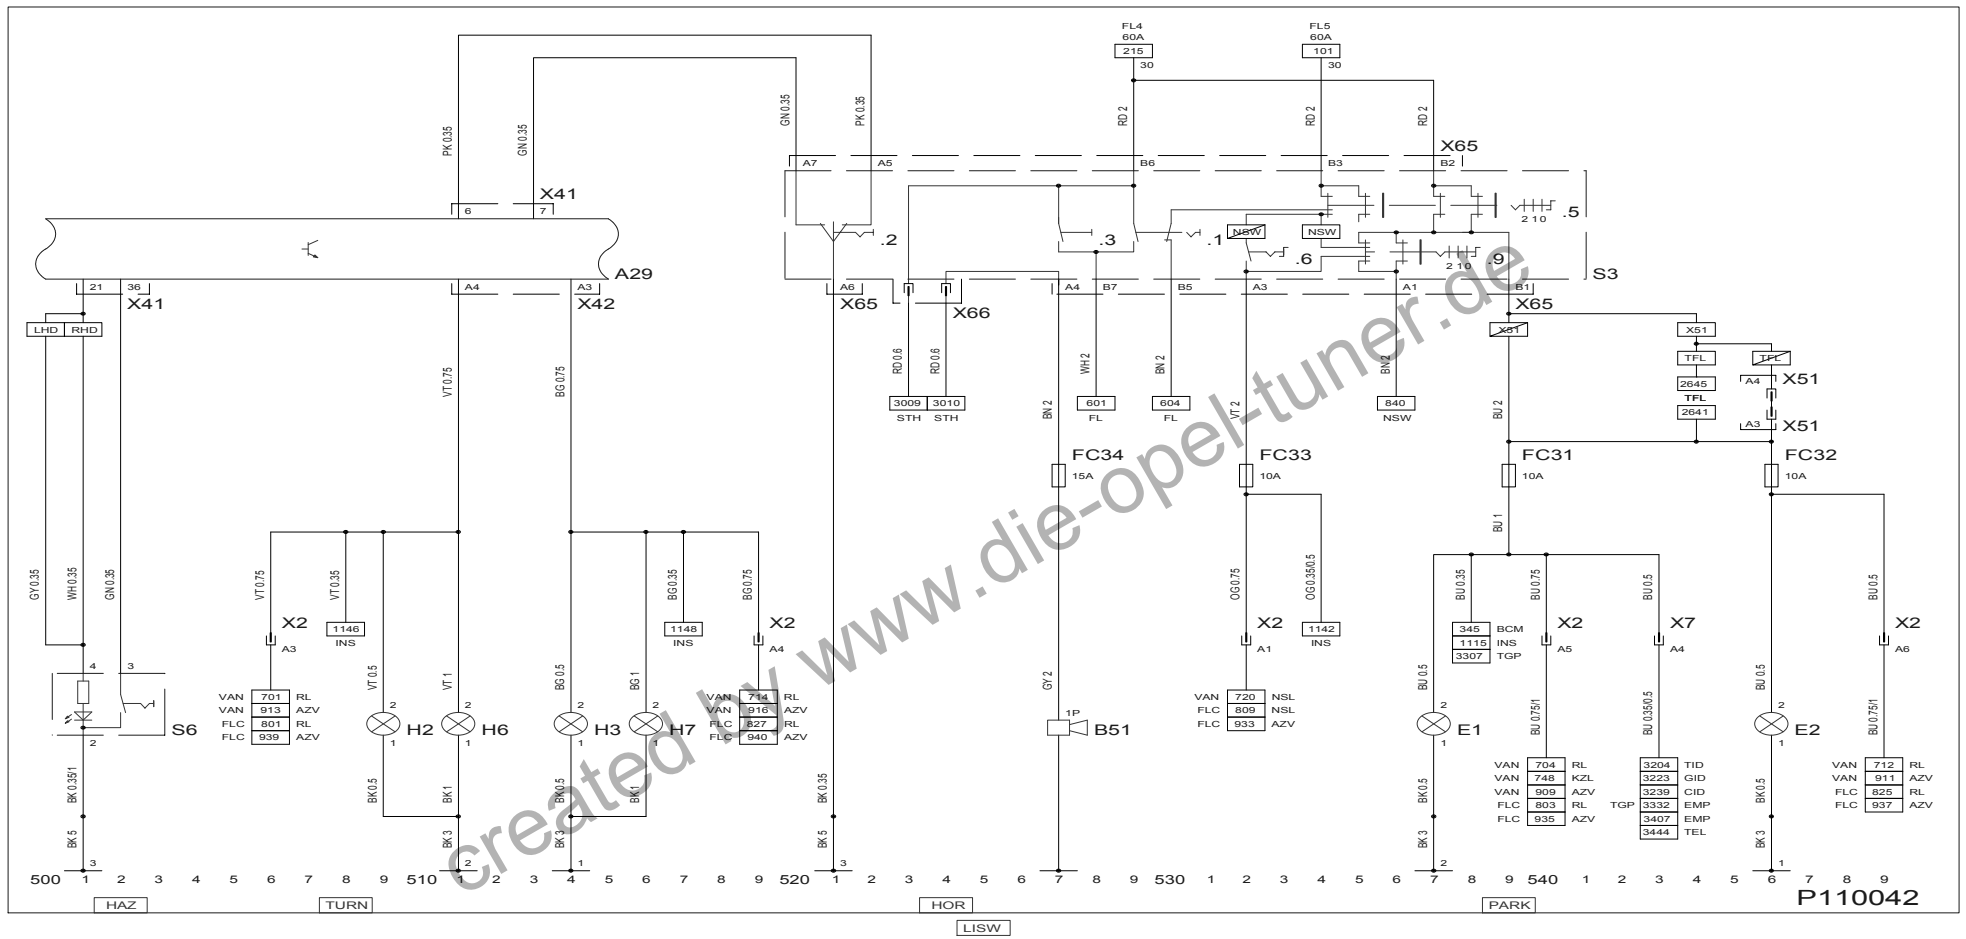 FL4 FL5
60A 60A
215 101
30 30
PK 0.35 GN 0.35 GN 0.35 PK 0.35 RD 2 RD 2 RD 2
X65
A7 A5 B6 B3 B2
X41
6 7
.2 .3 .1 NSW NSW 2 1 0 .5
.6 2 1 0 .9
A29 S3
21 36 A4 A3 A6 A4 B7 B5 A3 A1 B1
X41 X42 X65 X66 X65
LHD RHD X51 X51
TFL TFL
A4 X51
2645
TFL
2641
A3 X51
VT 0.75 BG 0.75 RD 0.6 RD 0.6 WH 2 BN 2 BN 2
3009 3010 601 604 840
STH STH FL FL NSW
BN 2 VT 2 BU 2
FC34 FC33 FC31 FC32
15A 10A 10A 10A
BU 1
GY 0.35 WH 0.35 GN 0.35 VT 0.75 VT 0.35 BG 0.35 BG 0.75 OG 0.75 OG 0.35/0.5 BU 0.35 BU 0.75 BU 0.5 BU 0.5
X2 X2 X2 X2 X7 X2
A3 A4 A1 A5 A4 A6
1146 1148 1142
INS INS INS
345 BCM
1115 INS
3307 TGP
4 3
VT 0.5 VT 1 BG 0.5 BG 1 GY 2 BU 0.5 BU 0.75/1 BU 0.35/0.5 BU 0.5 BU 0.75/1
VAN 701 RL
VAN 913 AZV
FLC 801 RL
FLC 939 AZV
VAN 714 RL
VAN 916 AZV
FLC 827 RL
FLC 940 AZV
VAN 720 NSL
FLC 809 NSL
FLC 933 AZV
2 2 2 2 1P 2 2
S6 H2 H6 H3 H7 B51 E1 E2
2 1 1 1 1 1 1
VAN 704 RL
VAN 748 KZL
VAN 909 AZV
FLC 803 RL
FLC 935 AZV
3204 TID
3223 GID
3239 CID
TGP 3332 EMP
3407 EMP
3444 TEL
VAN 712 RL
VAN 911 AZV
FLC 825 RL
FLC 937 AZV
BK 0.35/1 BK 0.5 BK 1 BK 0.5 BK 1 BK 0.35 BK 0.5 BK 0.5
BK 5 BK 3 BK 3 BK 5 BK 3 BK 3
3 2 1 3 2 1
500 1 2 3 4 5 6 7 8 9 510 1 2 3 4 5 6 7 8 9 520 1 2 3 4 5 6 7 8 9 530 1 2 3 4 5 6 7 8 9 540 1 2 3 4 5 6 7 8 9
P110042
HAZ TURN HOR PARK
LISW
created by www.die-opel-tuner.de